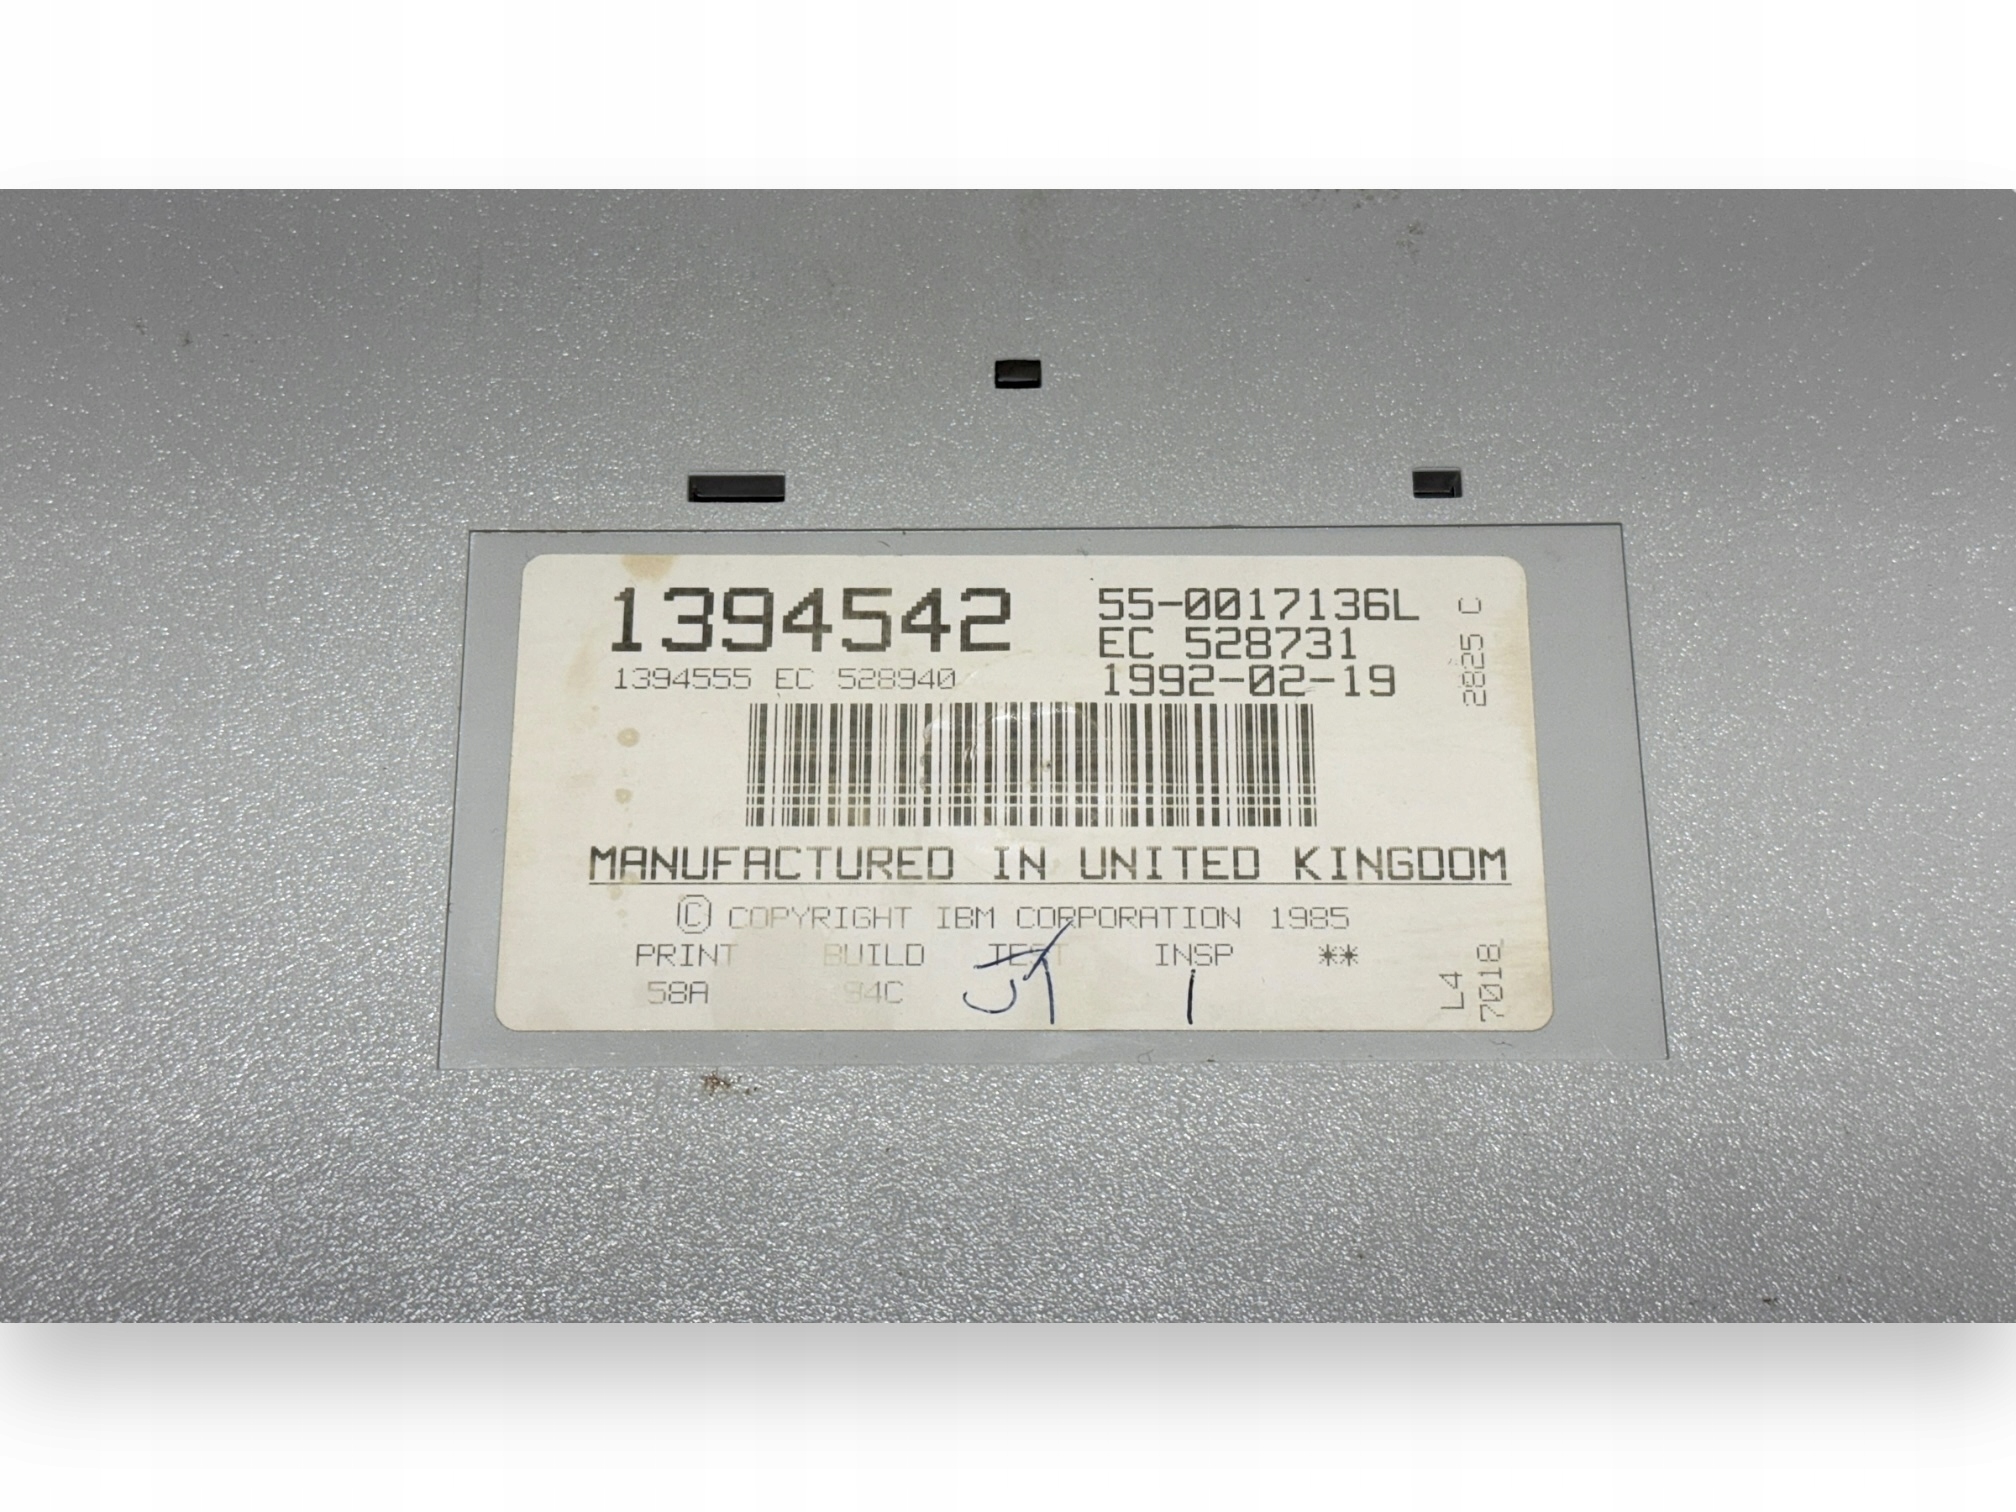 1394542
1394555 EC 528940
55-0017136L
EC 528731
1992-02-19
2825 C
MANUFACTURED IN UNITED KINGDOM
© COPYRIGHT IBM CORPORATION 1985
PRINT BUILD TEST INSP **
58A 94C
L4
7018